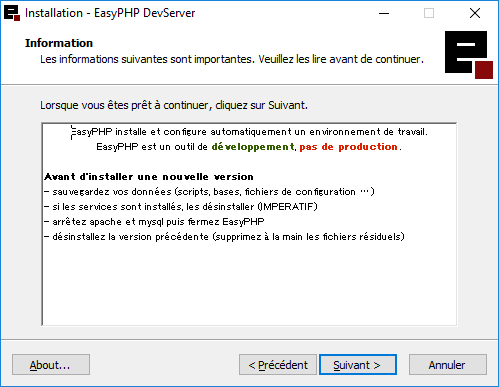 Installation - EasyPHP DevServer
Information
Les informations suivantes sont importantes. Veuillez les lire avant de continuer.
Lorsque vous êtes prêt à continuer, cliquez sur Suivant.
EasyPHP installe et configure automatiquement un environnement de travail.
EasyPHP est un outil de développement, pas de production.
Avant d'installer une nouvelle version
- sauvegardez vos données (scripts, bases, fichiers de configuration ...)
- si les services sont installés, les désinstaller (IMPERATIF)
- arrêtez apache et mysql puis fermez EasyPHP
- désinstallez la version précédente (supprimez à la main les fichiers résiduels)
About...
< Précédent
Suivant >
Annuler